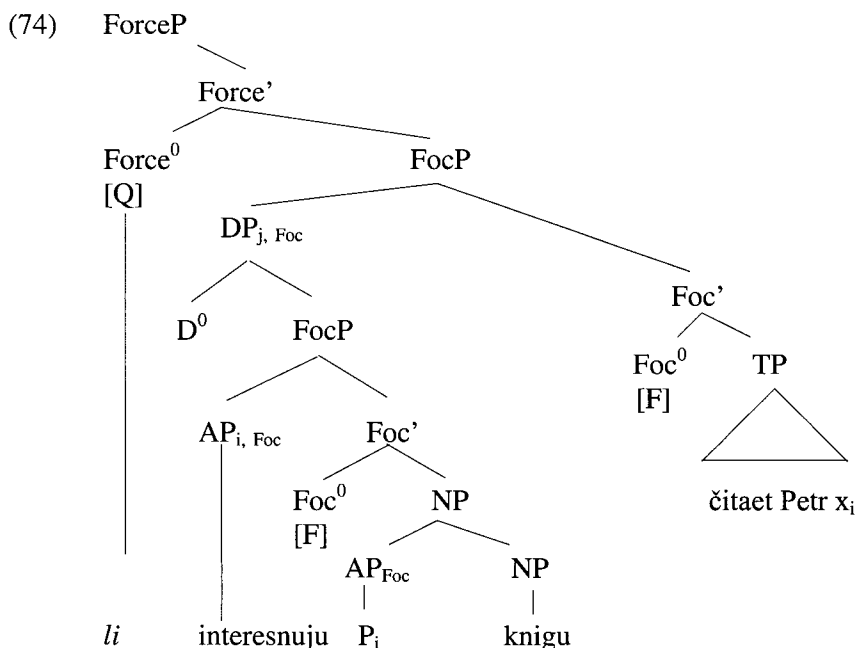 (74) ForceP
Force’
Force⁰ FocP
[Q]
DPⱼ, Foc
Foc’
D⁰ FocP
Foc⁰ TP
[F]
APᵢ, Foc Foc’
Foc⁰ NP
[F]
čitaet Petr xᵢ
AP_Foc NP
li interesnuju Pᵢ knigu